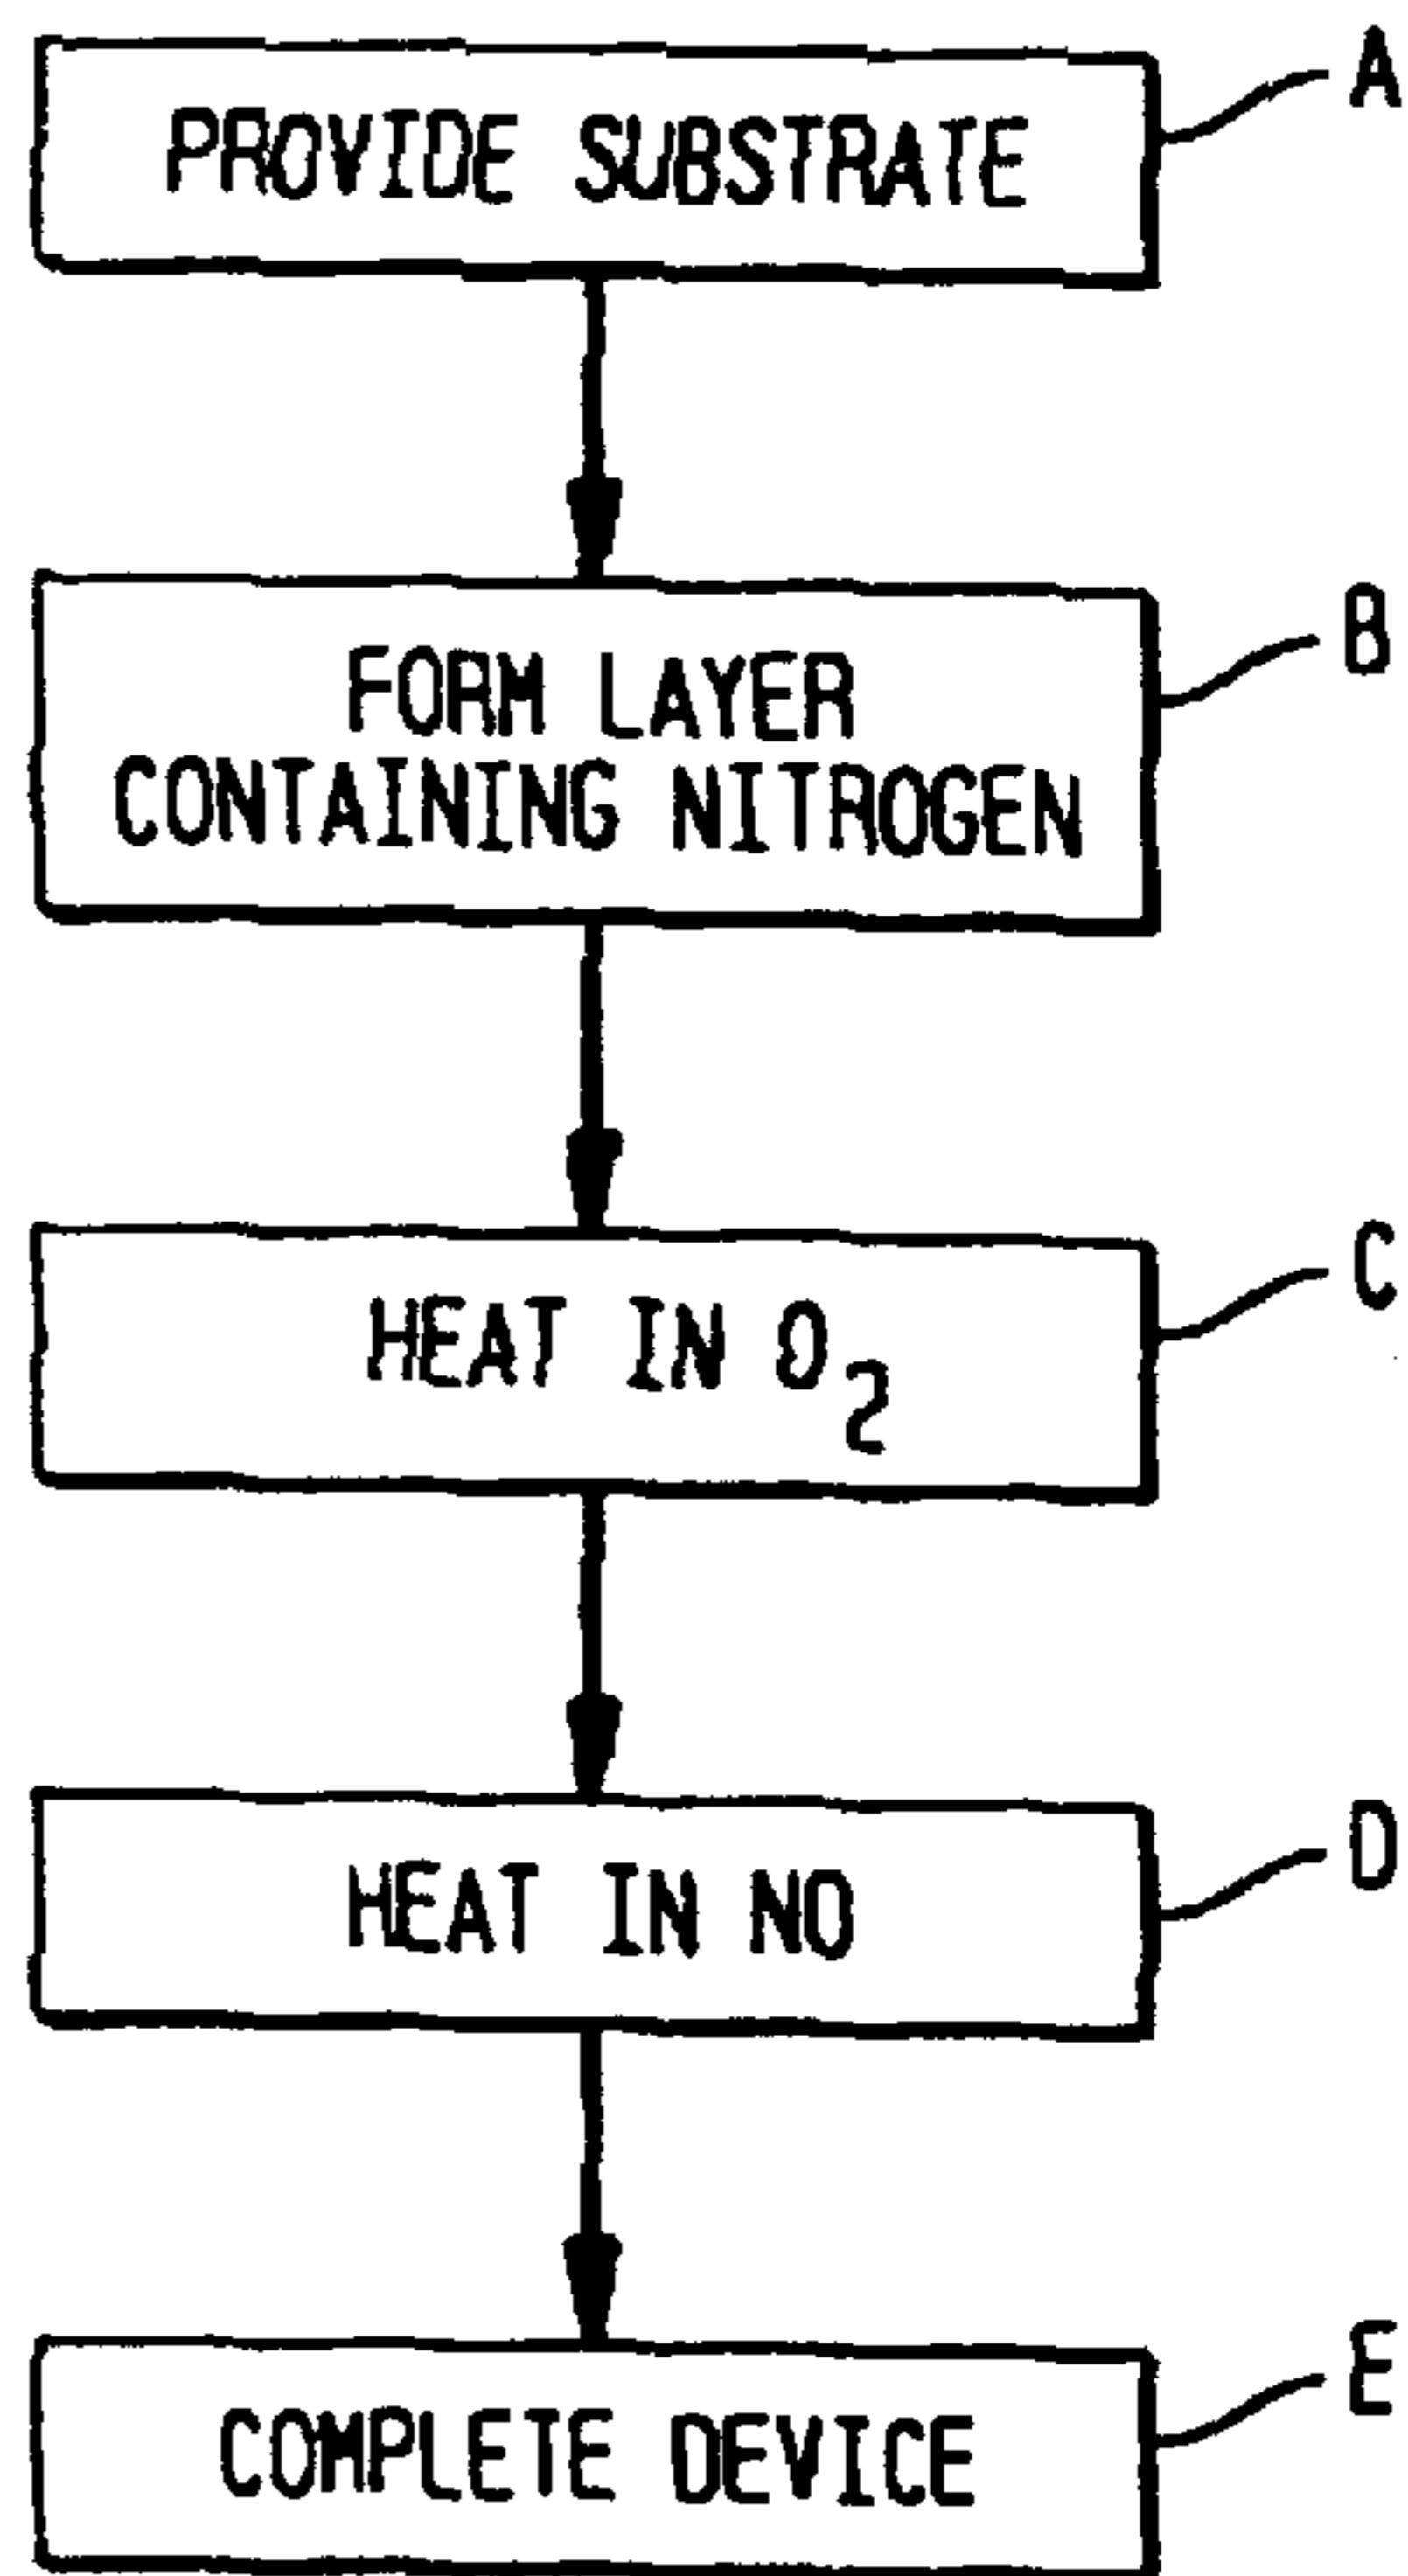 PROVIDE SUBSTRATE
A
FORM LAYER
CONTAINING NITROGEN
B
HEAT IN O2
C
HEAT IN NO
D
COMPLETE DEVICE
E